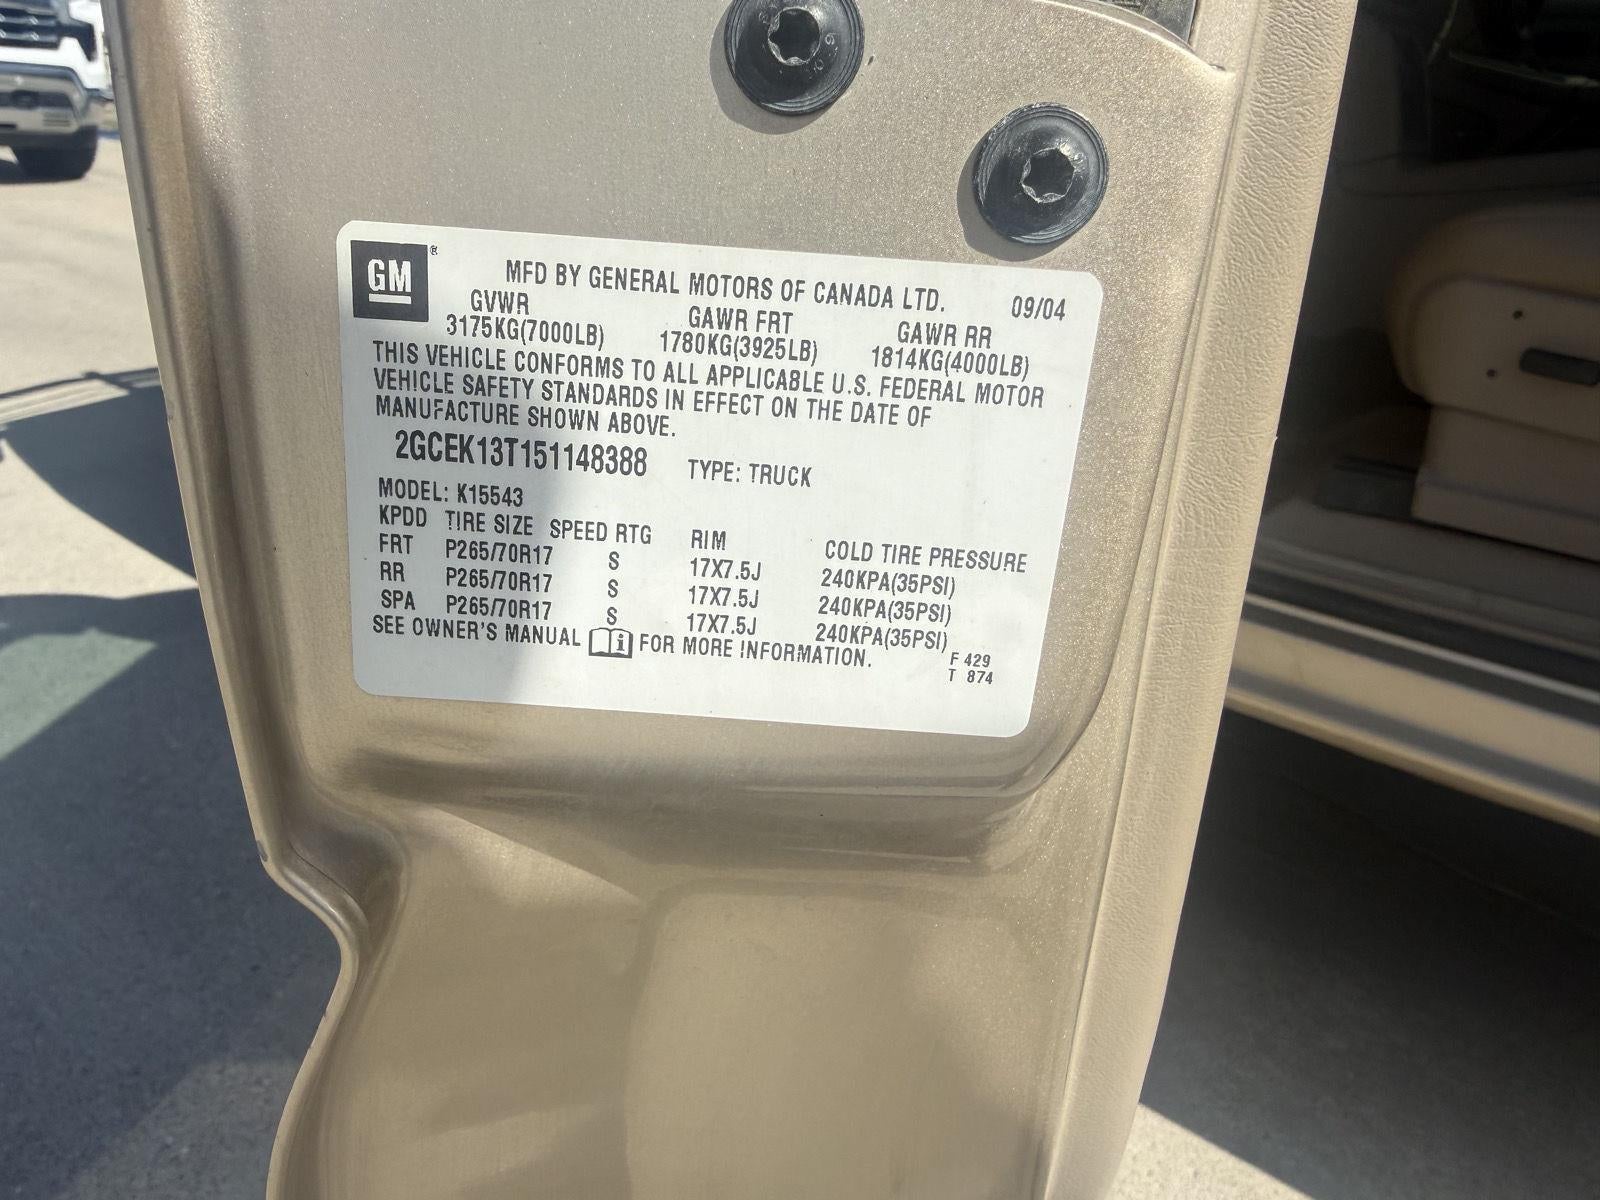 GM ®
MFD BY GENERAL MOTORS OF CANADA LTD. 09/04
GVWR GAWR FRT GAWR RR
3175KG(7000LB) 1780KG(3925LB) 1814KG(4000LB)
THIS VEHICLE CONFORMS TO ALL APPLICABLE U.S. FEDERAL MOTOR
VEHICLE SAFETY STANDARDS IN EFFECT ON THE DATE OF
MANUFACTURE SHOWN ABOVE.
2GCEK13T151148388 TYPE: TRUCK
MODEL: K15543
KPDD TIRE SIZE SPEED RTG RIM COLD TIRE PRESSURE
FRT P265/70R17 S 17X7.5J 240KPA(35PSI)
RR P265/70R17 S 17X7.5J 240KPA(35PSI)
SPA P265/70R17 S 17X7.5J 240KPA(35PSI)
SEE OWNER'S MANUAL i FOR MORE INFORMATION.
F 429
T 874